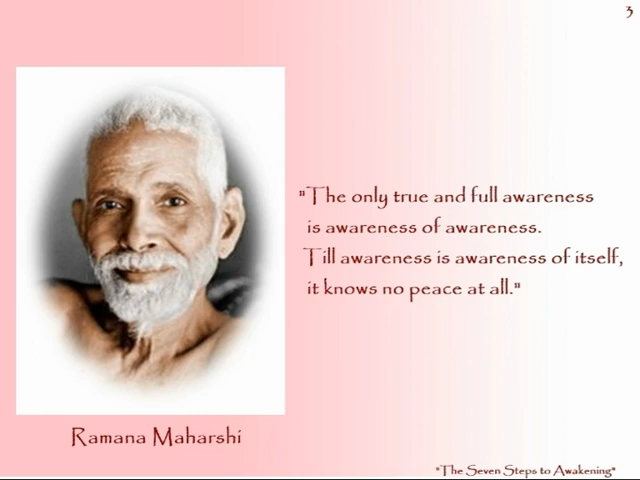 3
"The only true and full awareness
is awareness of awareness.
Till awareness is awareness of itself,
it knows no peace at all."
Ramana Maharshi
"The Seven Steps to Awakening"